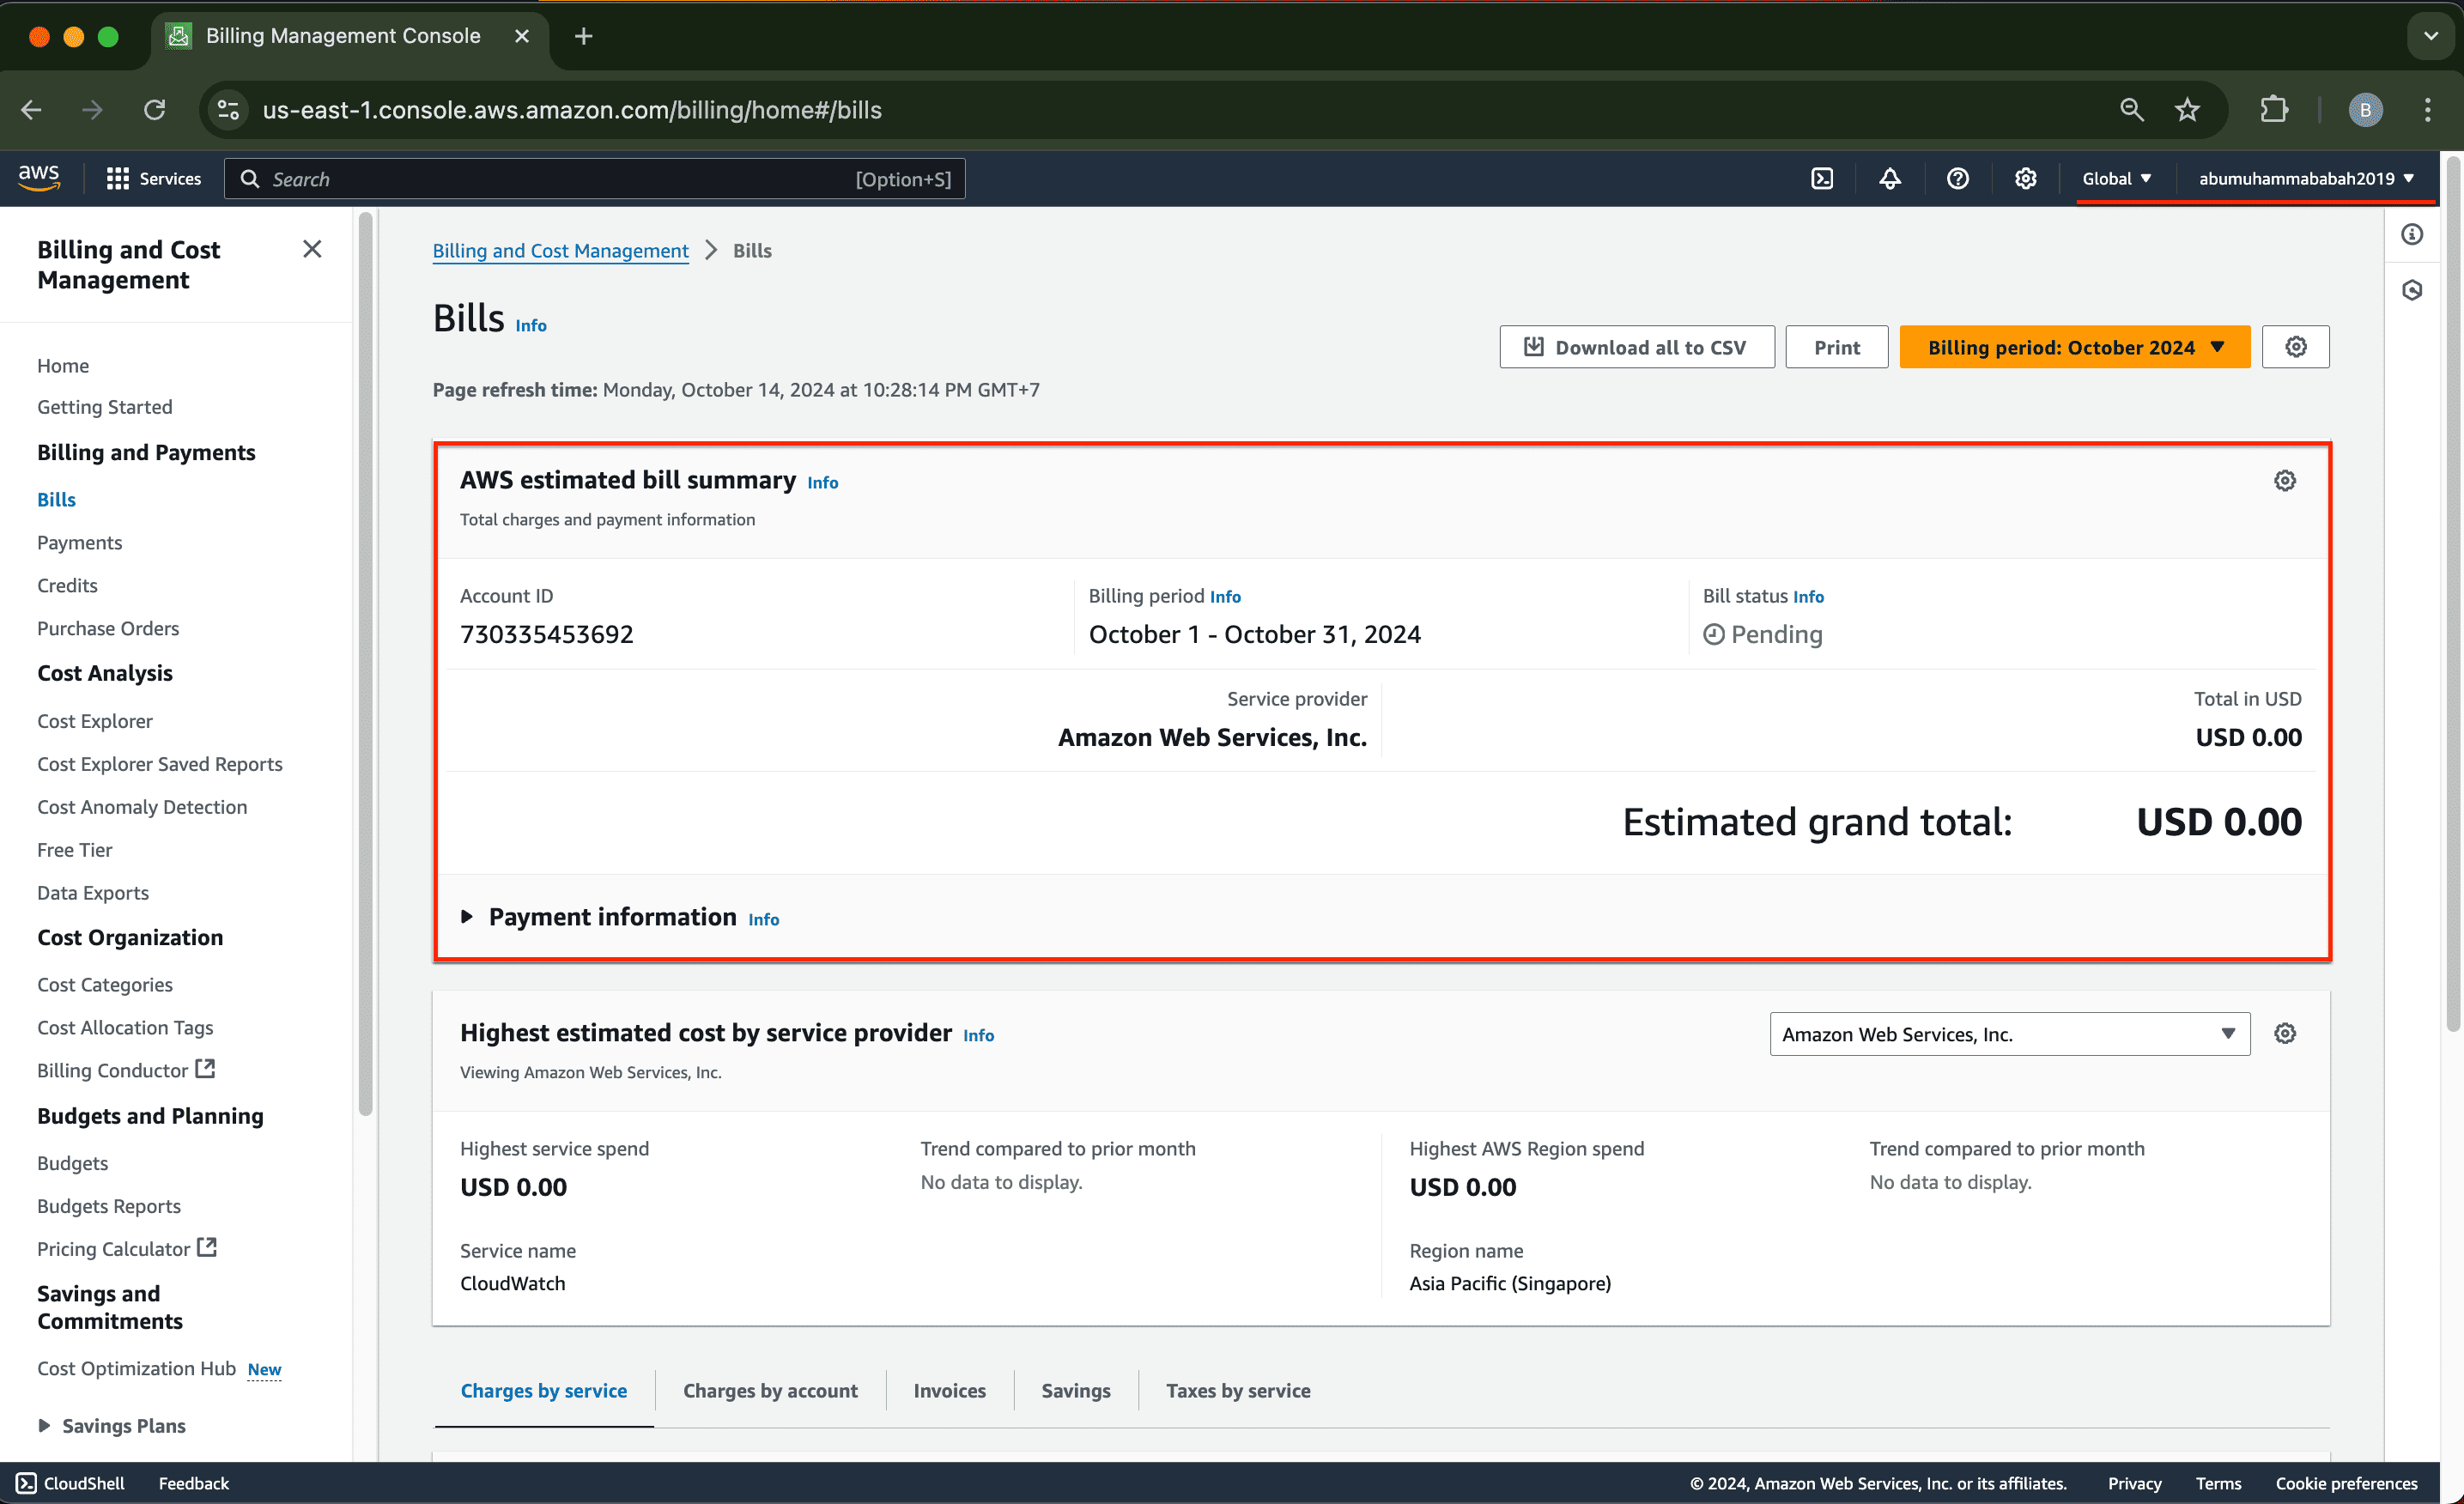 Billing Management Console
us-east-1.console.aws.amazon.com/billing/home#/bills
B
aws
Services
Search
[Option+S]
Global
abumuhammababah2019
Billing and Cost
Management
Home
Getting Started
Billing and Payments
Bills
Payments
Credits
Purchase Orders
Cost Analysis
Cost Explorer
Cost Explorer Saved Reports
Cost Anomaly Detection
Free Tier
Data Exports
Cost Organization
Cost Categories
Cost Allocation Tags
Billing Conductor
Budgets and Planning
Budgets
Budgets Reports
Pricing Calculator
Savings and
Commitments
Cost Optimization Hub New
Savings Plans
Billing and Cost Management > Bills
Bills Info
Download all to CSV
Print
Billing period: October 2024
Page refresh time: Monday, October 14, 2024 at 10:28:14 PM GMT+7
AWS estimated bill summary Info
Total charges and payment information
Account ID
730335453692
Billing period Info
October 1 - October 31, 2024
Bill status Info
Pending
Service provider
Amazon Web Services, Inc.
Total in USD
USD 0.00
Estimated grand total: USD 0.00
Payment information Info
Highest estimated cost by service provider Info
Viewing Amazon Web Services, Inc.
Amazon Web Services, Inc.
Highest service spend
USD 0.00
Trend compared to prior month
No data to display.
Service name
CloudWatch
Highest AWS Region spend
USD 0.00
Trend compared to prior month
No data to display.
Region name
Asia Pacific (Singapore)
Charges by service
Charges by account
Invoices
Savings
Taxes by service
CloudShell
Feedback
© 2024, Amazon Web Services, Inc. or its affiliates.
Privacy
Terms
Cookie preferences